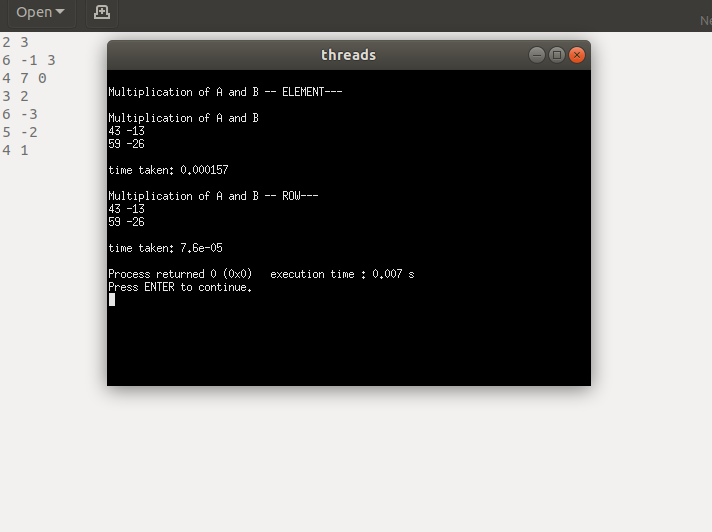 Open
Ne
2 3
6 -1 3
4 7 0
3 2
6 -3
5 -2
4 1
threads
Multiplication of A and B -- ELEMENT---
Multiplication of A and B
43 -13
59 -26
time taken: 0.000157
Multiplication of A and B -- ROW---
43 -13
59 -26
time taken: 7.6e-05
Process returned 0 (0x0)   execution time : 0.007 s
Press ENTER to continue.